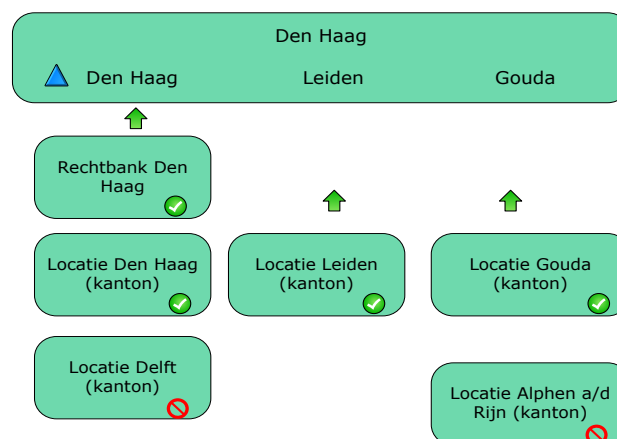 Den Haag
Den Haag
Leiden
Gouda
Rechtbank Den
Haag
Locatie Den Haag
(kanton)
Locatie Leiden
(kanton)
Locatie Gouda
(kanton)
Locatie Delft
(kanton)
Locatie Alphen a/d
Rijn (kanton)